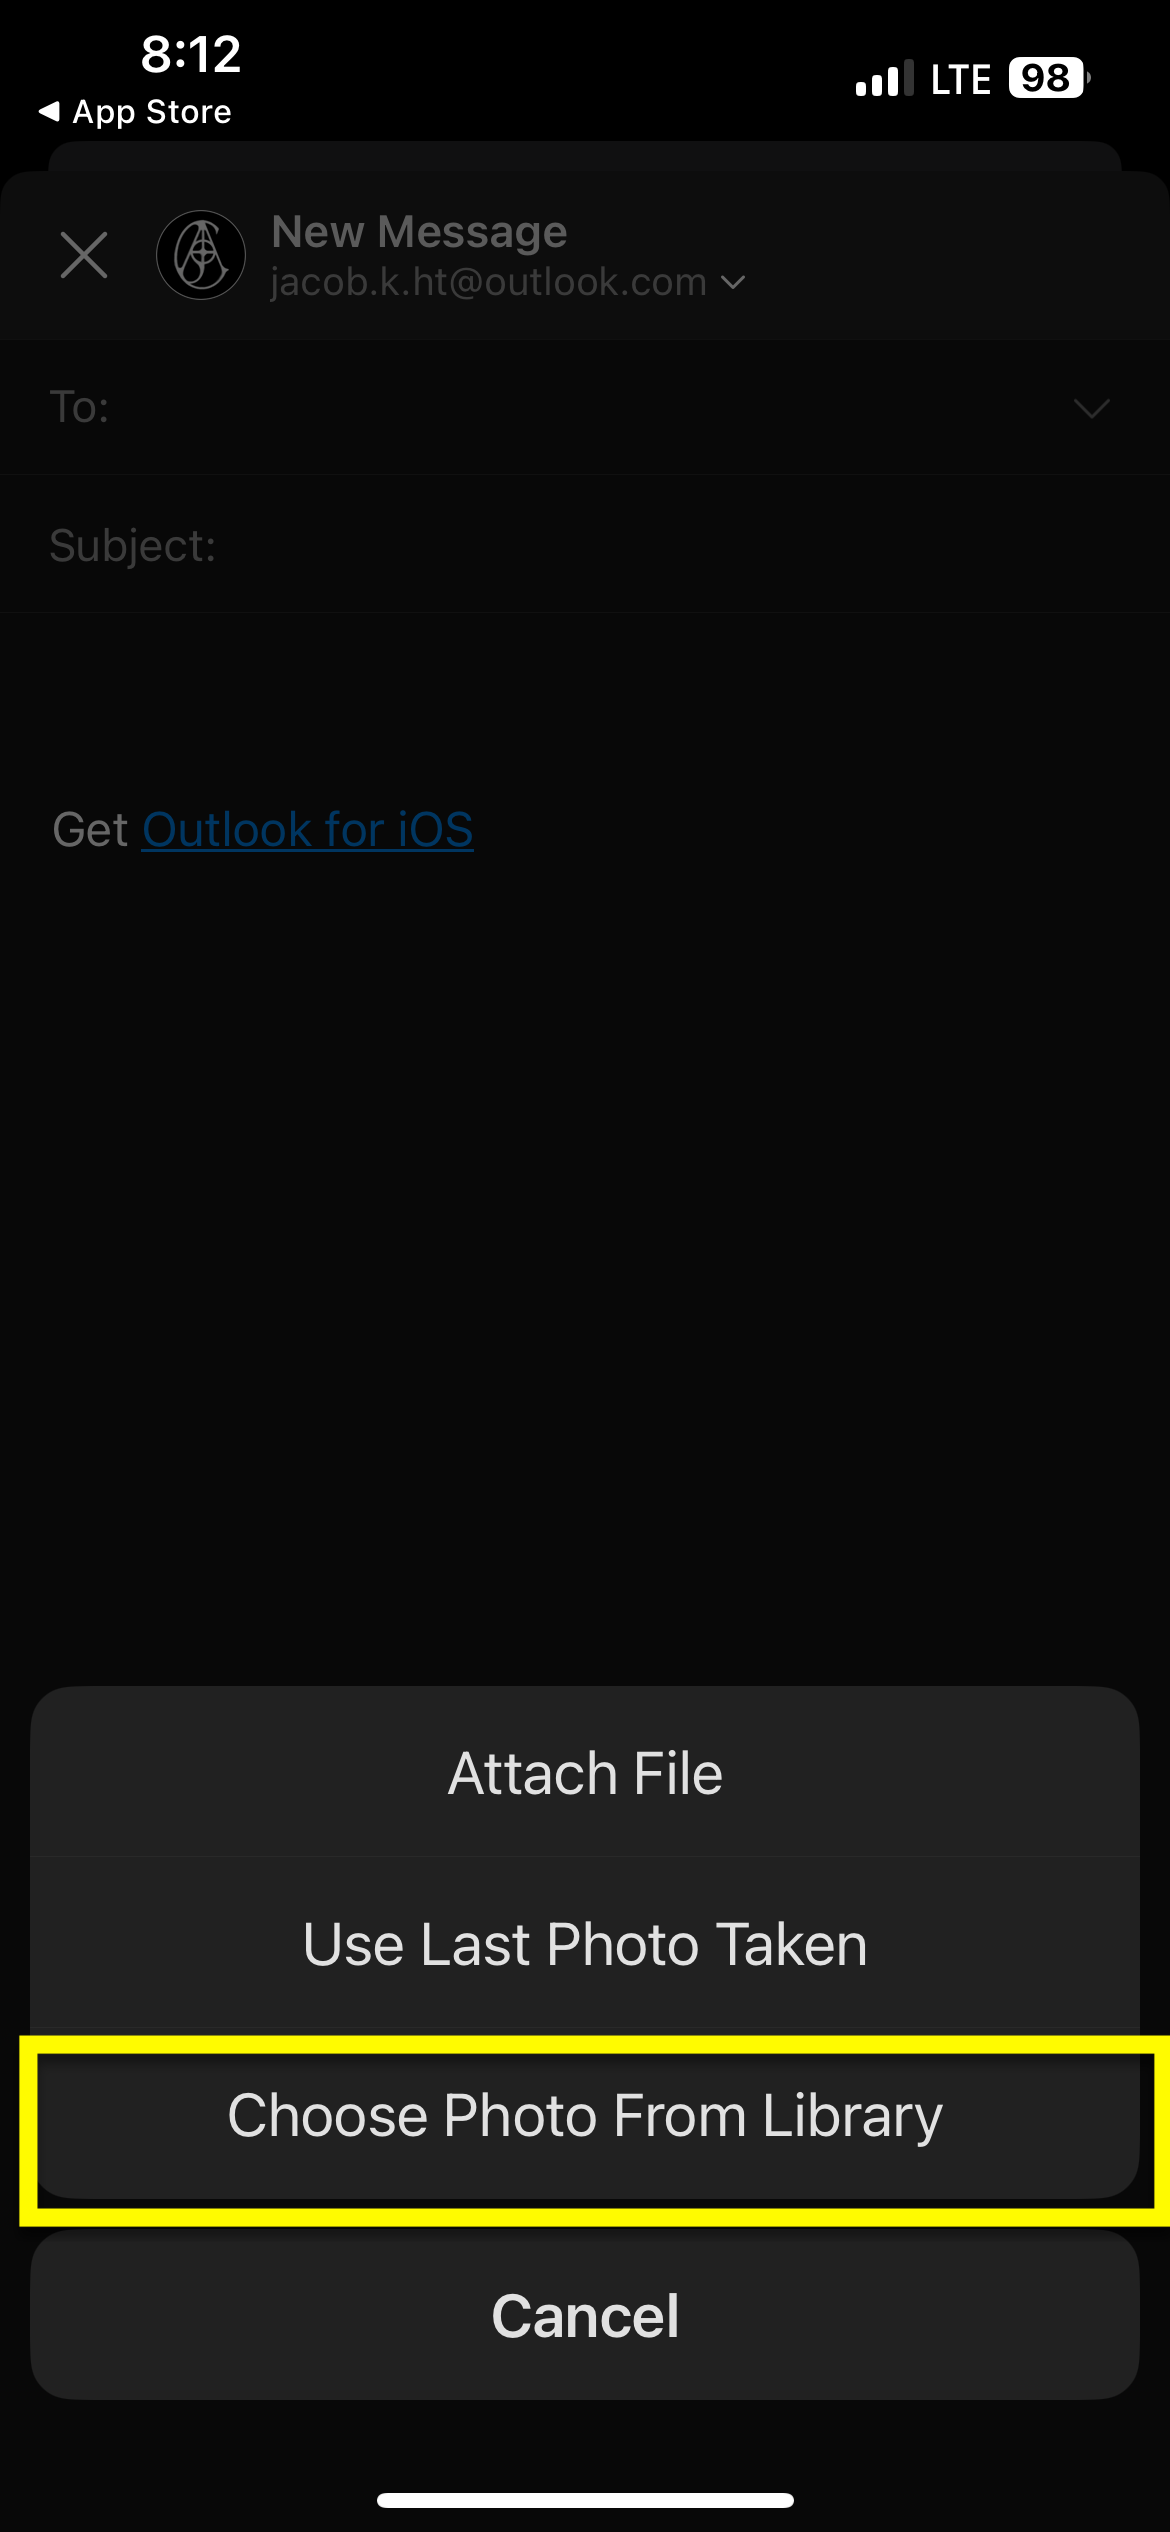 8:12
LTE 98
App Store
New Message
jacob.k.ht@outlook.com
To:
Subject:
Get Outlook for iOS
Attach File
Use Last Photo Taken
Choose Photo From Library
Cancel